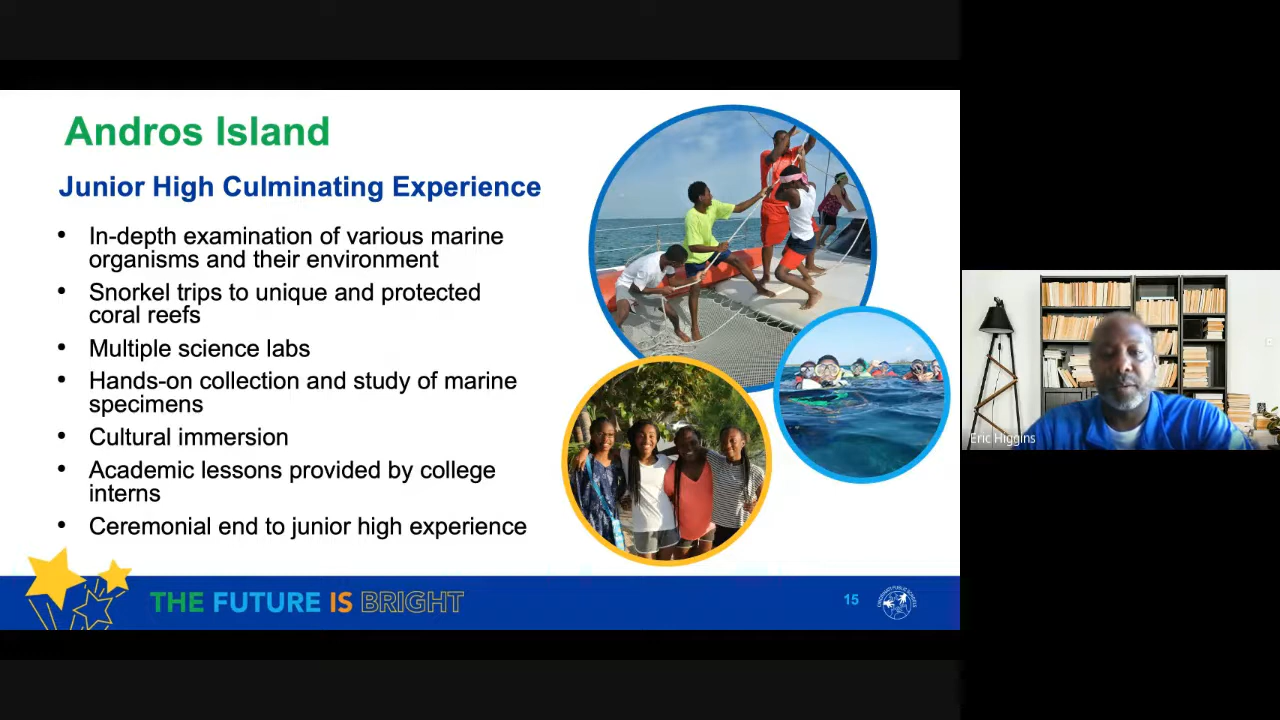 Andros Island
Junior High Culminating Experience
• In-depth examination of various marine
organisms and their environment
• Snorkel trips to unique and protected
coral reefs
• Multiple science labs
• Hands-on collection and study of marine
specimens
• Cultural immersion
• Academic lessons provided by college
interns
• Ceremonial end to junior high experience
THE FUTURE IS BRIGHT
15
Eric Higgins